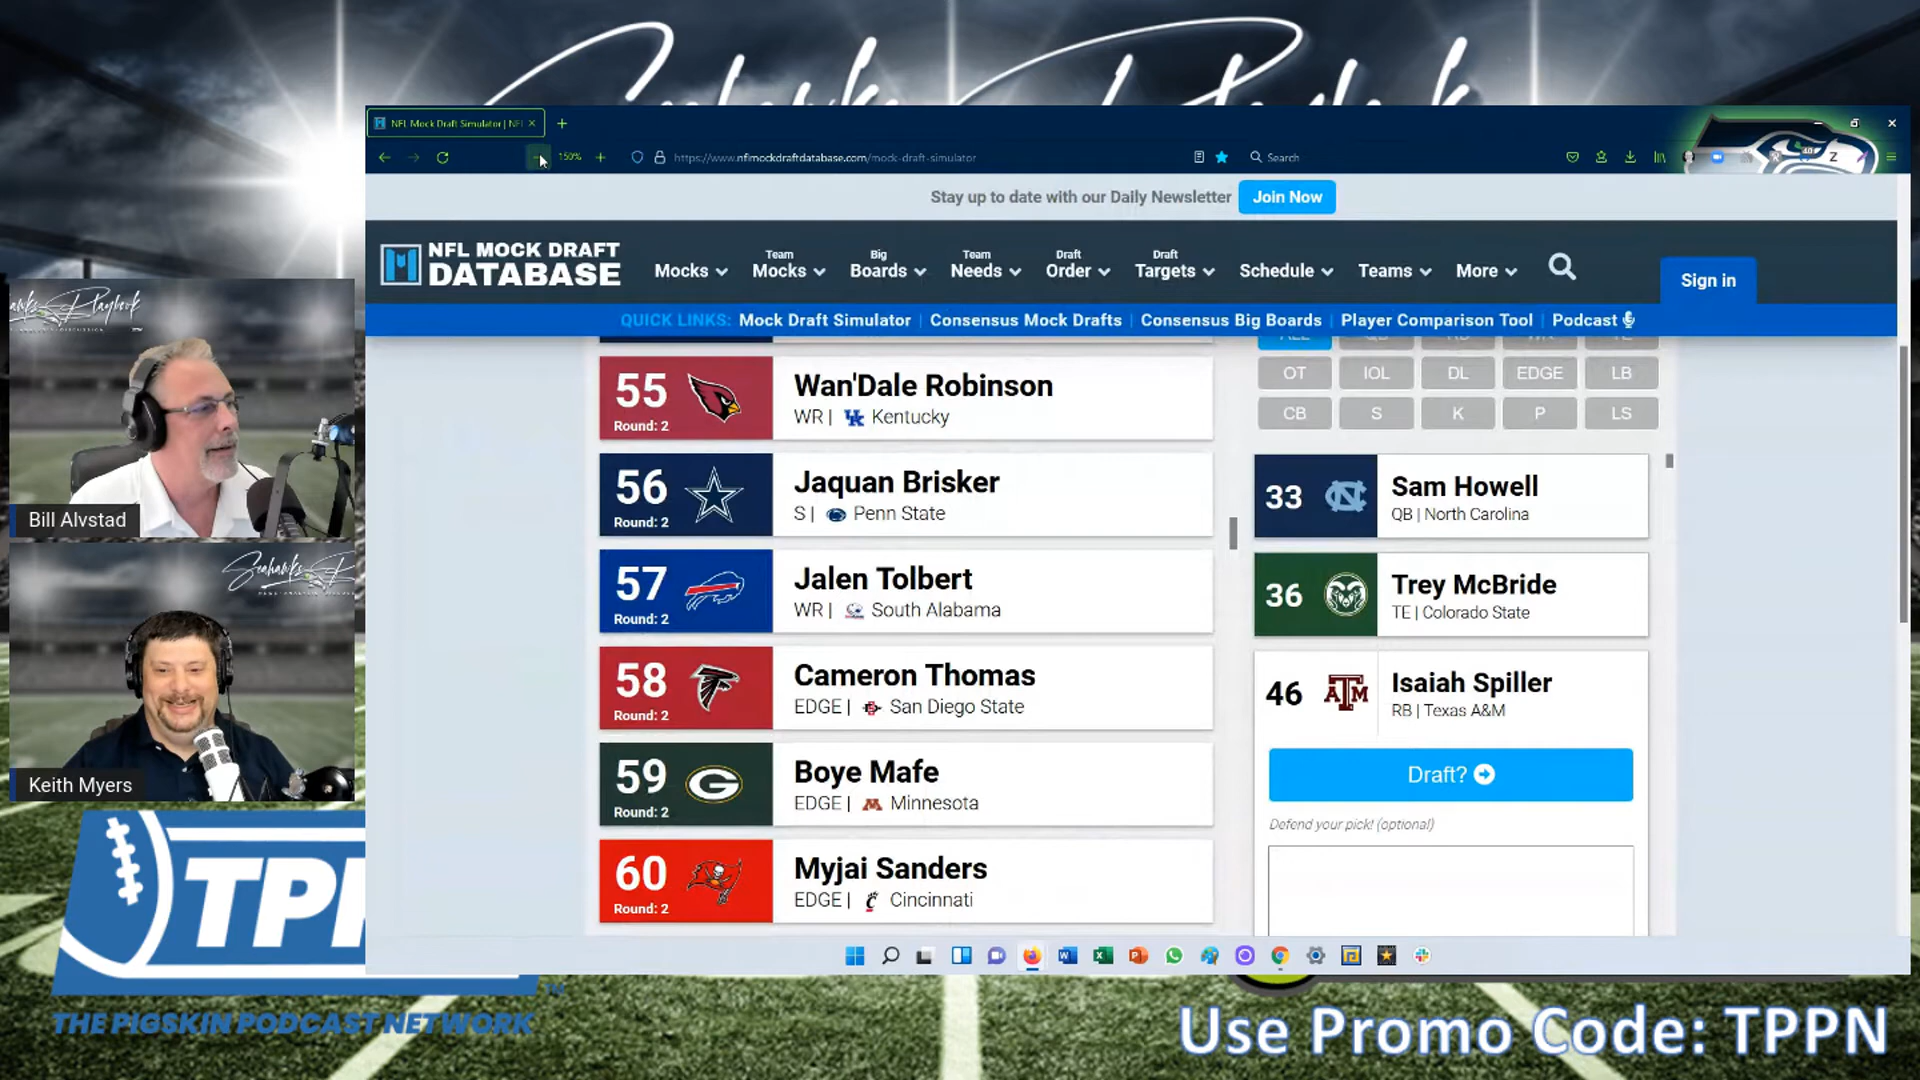 Seahawks Playbook
NFL Mock Draft Simulator | NFL
150%
https://www.nflmockdraftdatabase.com/mock-draft-simulator
Search
Stay up to date with our Daily Newsletter
Join Now
NFL MOCK DRAFT
DATABASE
Mocks
Team
Mocks
Big
Boards
Team
Needs
Draft
Order
Draft
Targets
Schedule
Teams
More
Sign in
QUICK LINKS: Mock Draft Simulator | Consensus Mock Drafts | Consensus Big Boards | Player Comparison Tool | Podcast
55
Round: 2
Wan'Dale Robinson
WR | Kentucky
56
Round: 2
Jaquan Brisker
S | Penn State
57
Round: 2
Jalen Tolbert
WR | South Alabama
58
Round: 2
Cameron Thomas
EDGE | San Diego State
59
Round: 2
Boye Mafe
EDGE | Minnesota
60
Round: 2
Myjai Sanders
EDGE | Cincinnati
OT IOL DL EDGE LB
CB S K P LS
33
Sam Howell
QB | North Carolina
36
Trey McBride
TE | Colorado State
46
Isaiah Spiller
RB | Texas A&M
Draft?
Defend your pick! (optional)
awks Playbook
Bill Alvstad
Seahawks P
Keith Myers
TPP
THE PIGSKIN PODCAST NETWORK
Use Promo Code: TPPN